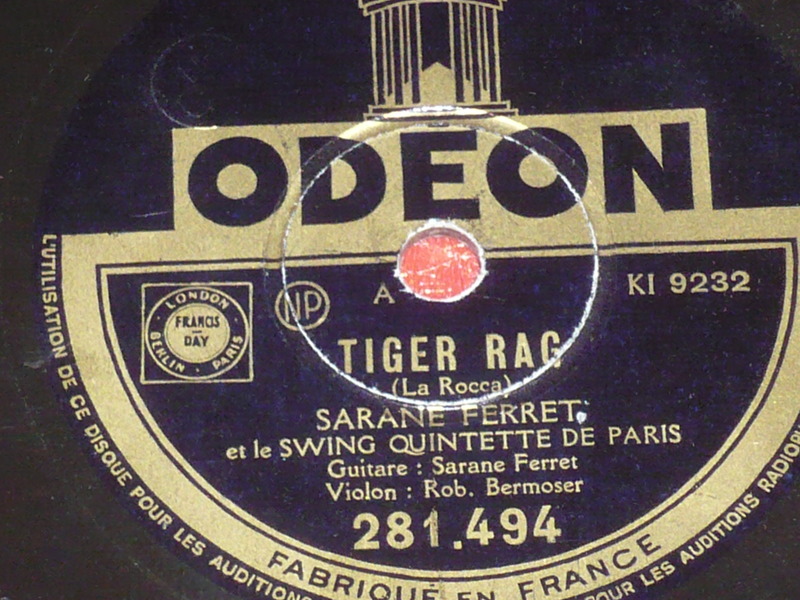 ODEON
LONDON
FRANCIS
DAY
BERLIN · PARIS
NP
A
KI 9232
TIGER RAG
(La Rocca)
SARANE FERRET
et le SWING QUINTETTE DE PARIS
Guitare : Sarane Ferret
Violon : Rob. Bermoser
281.494
FABRIQUÉ EN FRANCE
L'UTILISATION DE CE DISQUE POUR LES AUDITIONS
POUR LES AUDITIONS